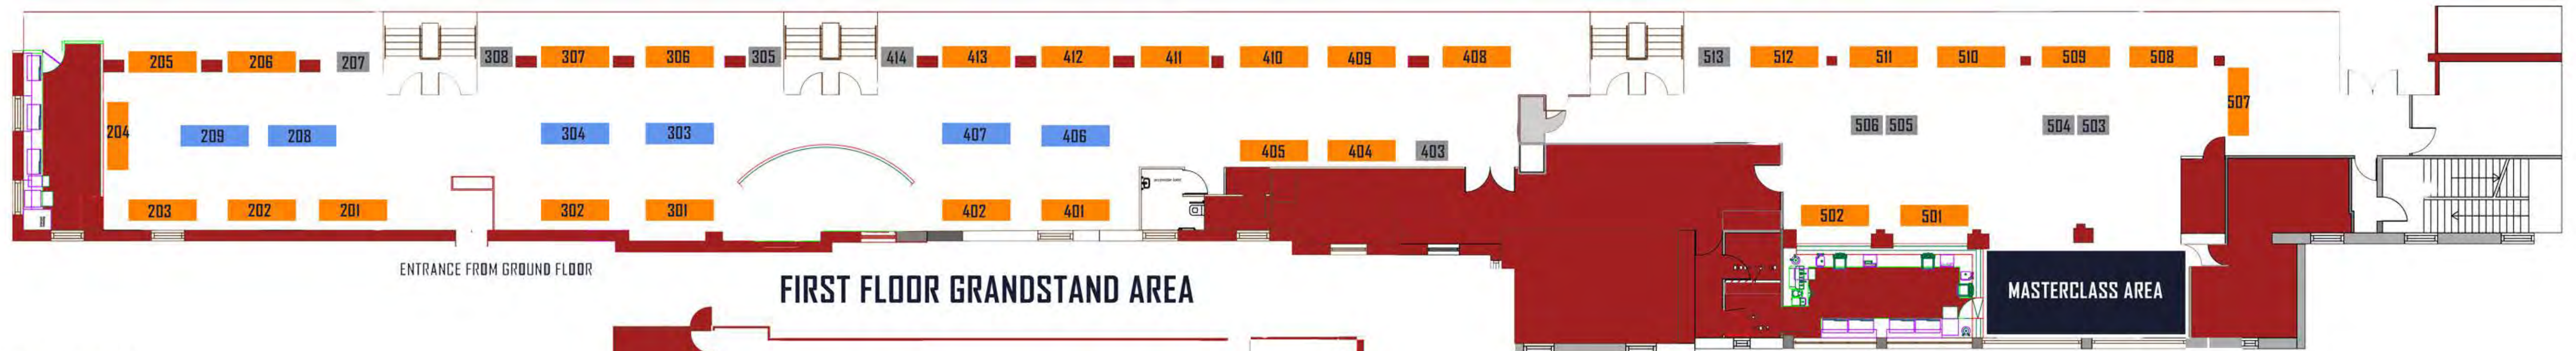 205 206 207 308 307 306 305 414 413 412 411 410 409 408 513 512 511 510 509 508
507
204 209 208 304 303 407 406 506 505 504 503
405 404 403
203 202 201 302 301 402 401 502 501
ENTRANCE FROM GROUND FLOOR
FIRST FLOOR GRANDSTAND AREA
MASTERCLASS AREA